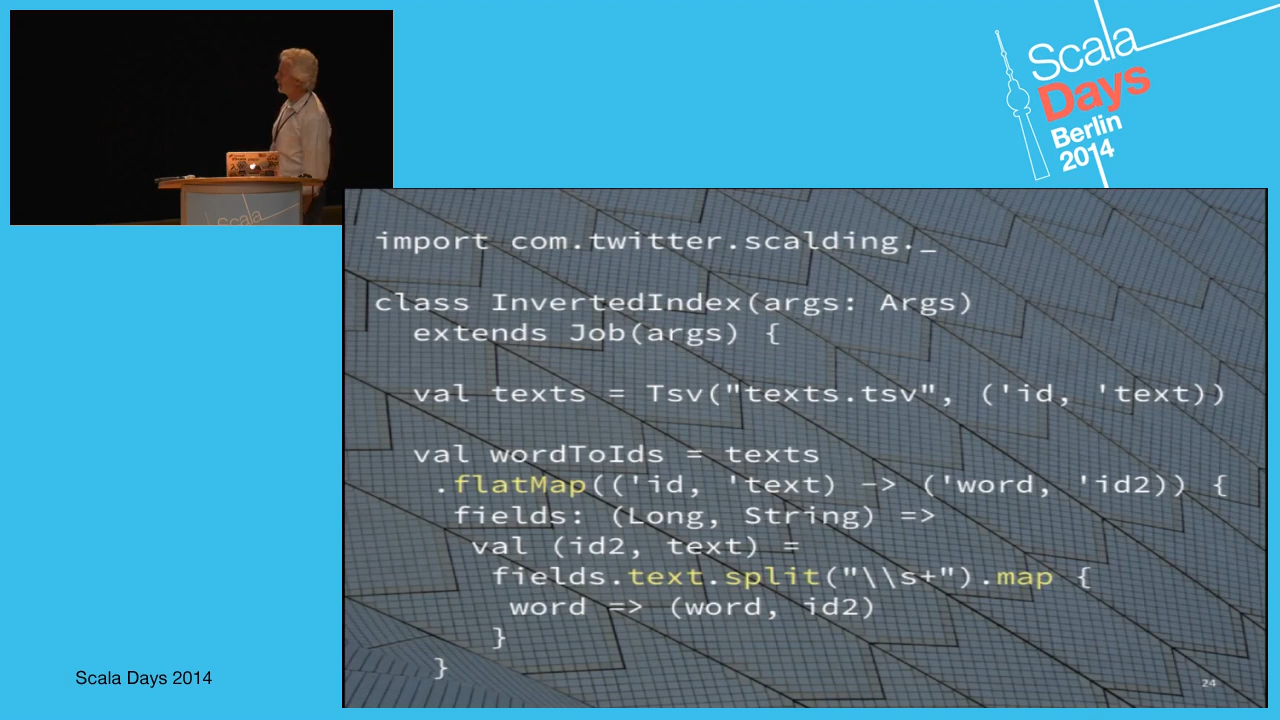 Scala
Days
Berlin
2014
Scala
import com.twitter.scalding._
class InvertedIndex(args: Args)
extends Job(args) {
val texts = Tsv("texts.tsv", ('id, 'text))
val wordToIds = texts
.flatMap(('id, 'text) -> ('word, 'id2)) {
fields: (Long, String) =>
val (id2, text) =
fields.text.split("\\s+").map {
word => (word, id2)
}
}
24
Scala Days 2014